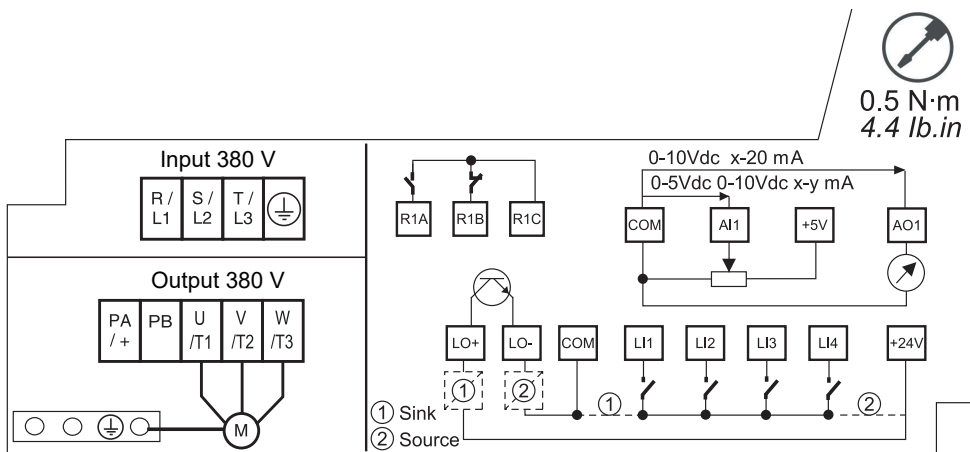 0.5 N·m
4.4 lb.in
Input 380 V
R / L1
S / L2
T / L3
Output 380 V
PA / +
PB
U /T1
V /T2
W /T3
M
R1A
R1B
R1C
0-10Vdc x-20 mA
0-5Vdc 0-10Vdc x-y mA
COM
AI1
+5V
AO1
LO+
LO-
COM
LI1
LI2
LI3
LI4
+24V
①
②
①
②
① Sink
② Source